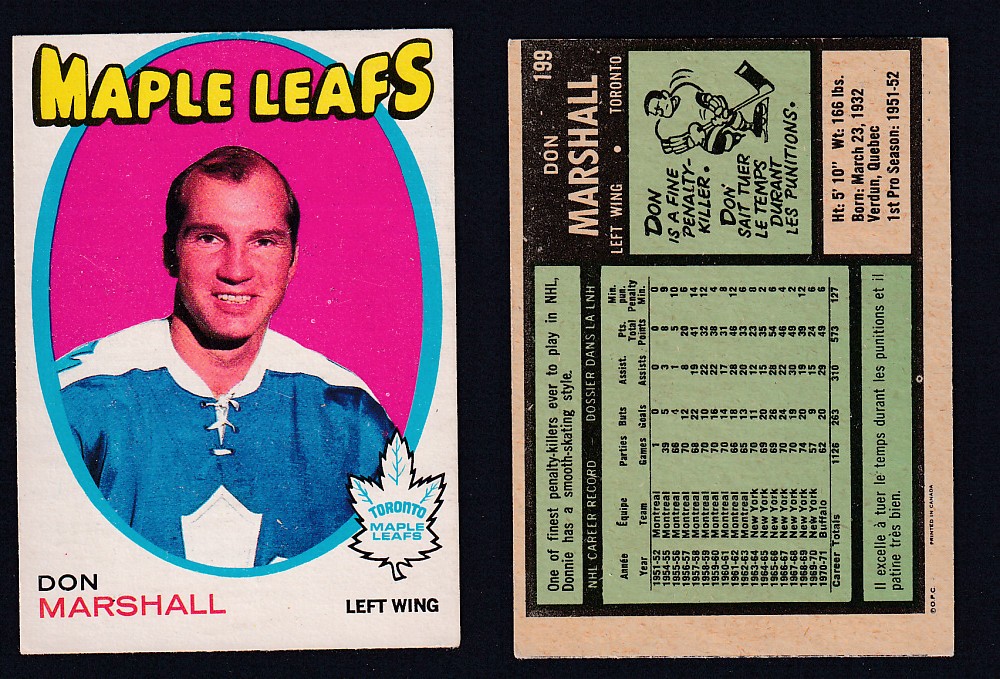 MAPLE LEAFS
TORONTO
MAPLE
LEAFS
DON
MARSHALL
LEFT WING
199
DON
MARSHALL
LEFT WING • TORONTO
DON
IS A FINE
PENALTY-
KILLER.
DON
SAIT TUER
LE TEMPS
DURANT
LES PUNITIONS.
Ht: 5' 10" Wt: 166 lbs.
Born: March 23, 1932
Verdun, Quebec
1st Pro Season: 1951-52
One of finest penalty-killers ever to play in NHL,
Donnie has a smooth-skating style.
NHL CAREER RECORD – DOSSIER DANS LA LNH
Année Équipe Parties Buts Assist. Pts. Min. pun.
Year Team Games Goals Assists Total Points Penalty Min.
1951-52 Montreal 1 0 0 0 0
1954-55 Montreal 39 5 3 8 9
1955-56 Montreal 66 4 1 5 10
1956-57 Montreal 70 12 8 20 6
1957-58 Montreal 68 22 19 41 14
1958-59 Montreal 70 10 22 32 12
1959-60 Montreal 70 16 22 38 4
1960-61 Montreal 70 14 17 31 8
1961-62 Montreal 66 18 28 46 12
1962-63 Montreal 65 13 20 33 6
1963-64 New York 70 11 12 23 8
1964-65 New York 69 20 15 35 2
1965-66 New York 69 26 28 54 6
1966-67 New York 70 24 22 46 4
1967-68 New York 70 19 30 49 2
1968-69 New York 74 20 19 39 12
1969-70 New York 57 9 15 24 6
1970-71 Buffalo 62 20 29 49 6
Career Totals 1126 263 310 573 127
Il excelle à tuer le temps durant les punitions et il
patine très bien.
© O.P.C. PRINTED IN CANADA